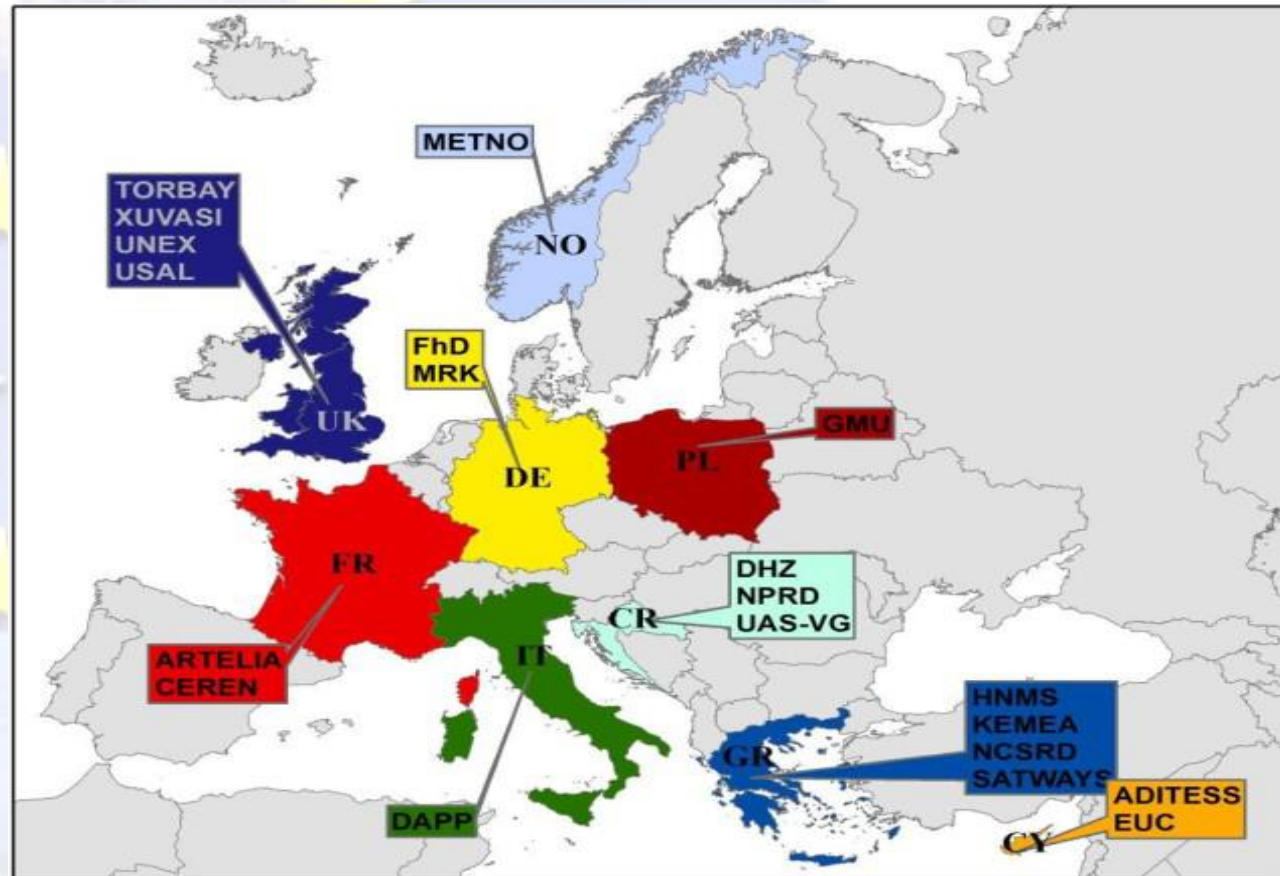 METNO
NO
TORBAY
XUVASI
UNEX
USAL
UK
FhD
MRK
DE
GMU
PL
FR
ARTELIA
CEREN
DHZ
NPRD
UAS-VG
CR
IT
DAPP
HNMS
KEMEA
NCSRD
SATWAYS
GR
ADITESS
EUC
CY